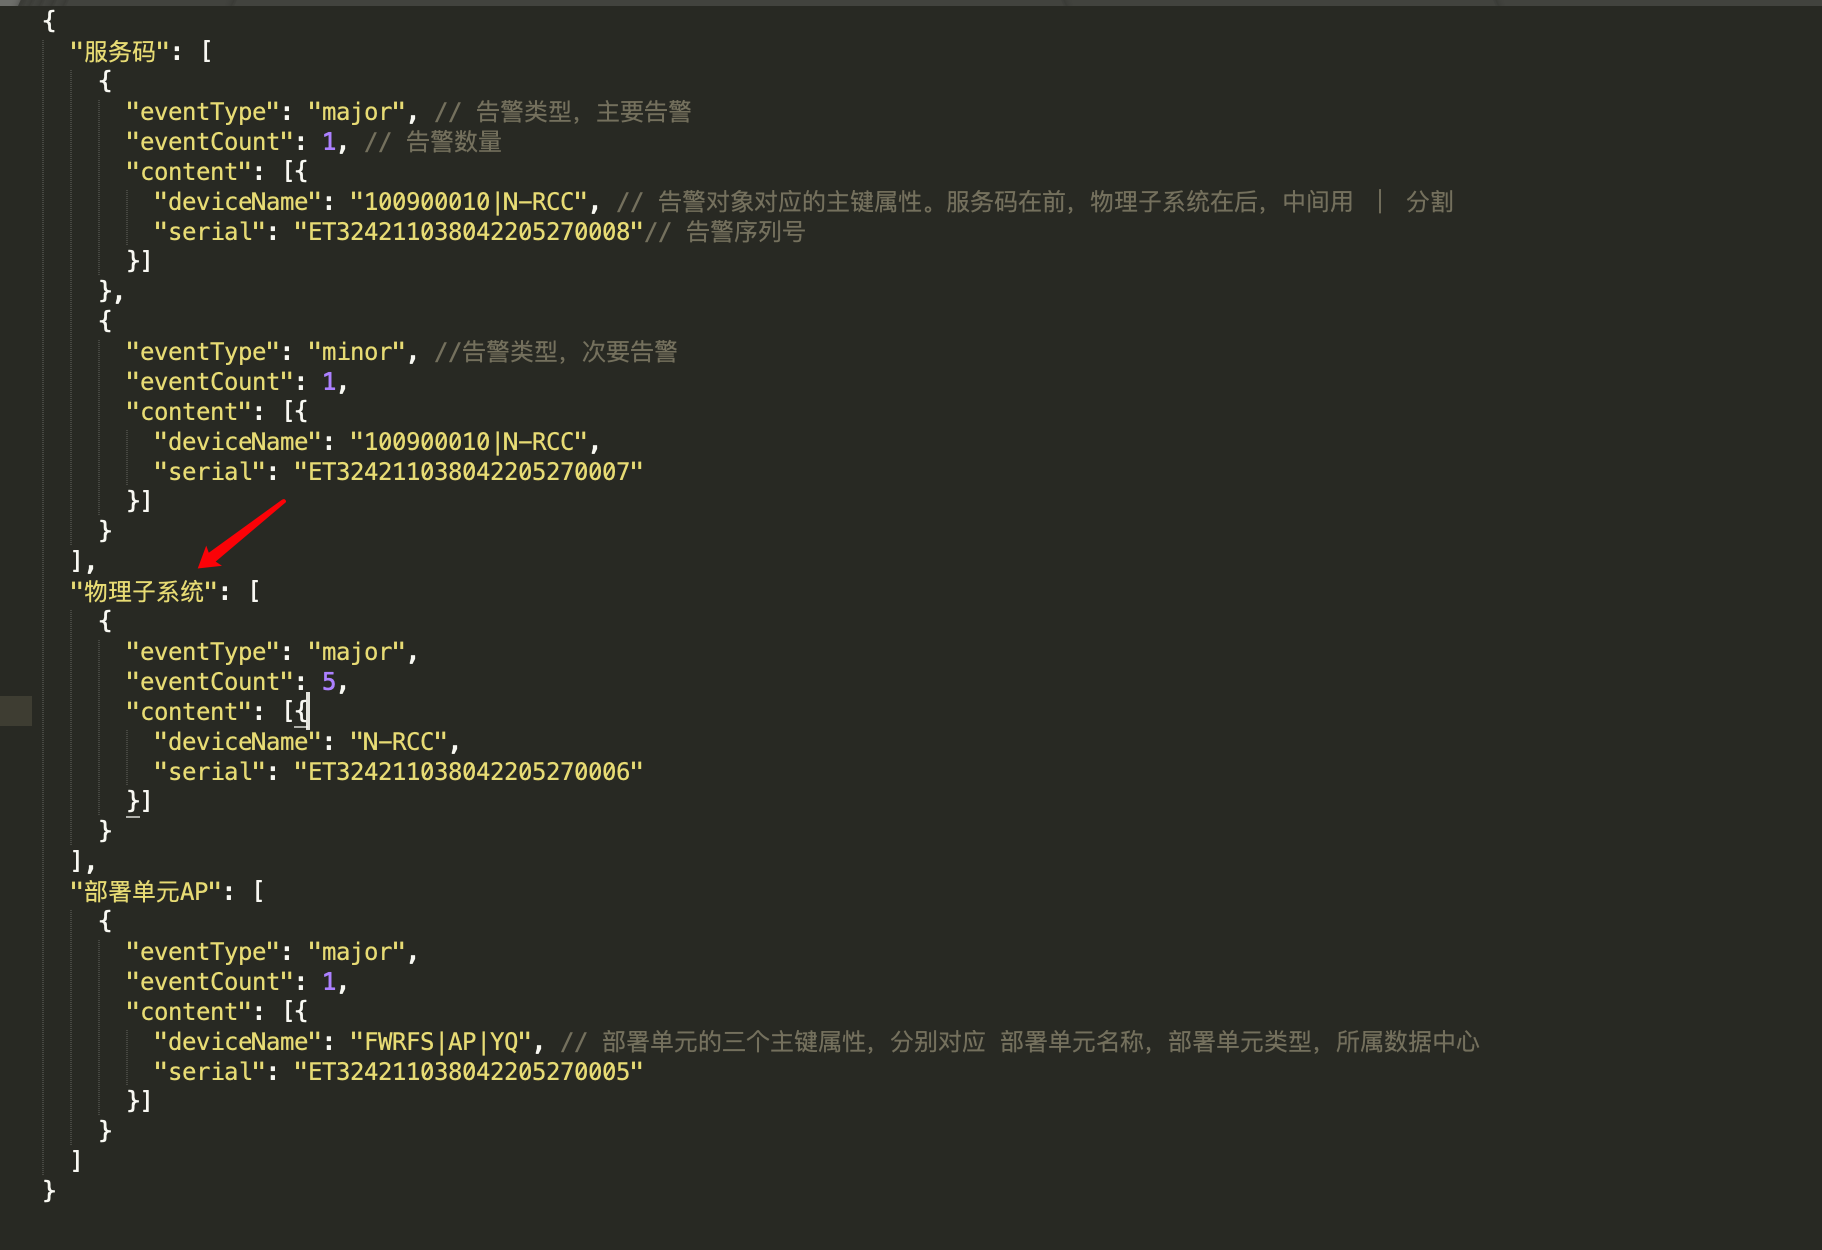 {
  "服务码": [
    {
      "eventType": "major", // 告警类型，主要告警
      "eventCount": 1, // 告警数量
      "content": [{
        "deviceName": "100900010|N-RCC", // 告警对象对应的主键属性。服务码在前，物理子系统在后，中间用 | 分割
        "serial": "ET324211038042205270008"// 告警序列号
      }]
    },
    {
      "eventType": "minor", //告警类型，次要告警
      "eventCount": 1,
      "content": [{
        "deviceName": "100900010|N-RCC",
        "serial": "ET324211038042205270007"
      }]
    }
  ],
  "物理子系统": [
    {
      "eventType": "major",
      "eventCount": 5,
      "content": [{
        "deviceName": "N-RCC",
        "serial": "ET324211038042205270006"
      }]
    }
  ],
  "部署单元AP": [
    {
      "eventType": "major",
      "eventCount": 1,
      "content": [{
        "deviceName": "FWRFS|AP|YQ", // 部署单元的三个主键属性，分别对应 部署单元名称，部署单元类型，所属数据中心
        "serial": "ET324211038042205270005"
      }]
    }
  ]
}